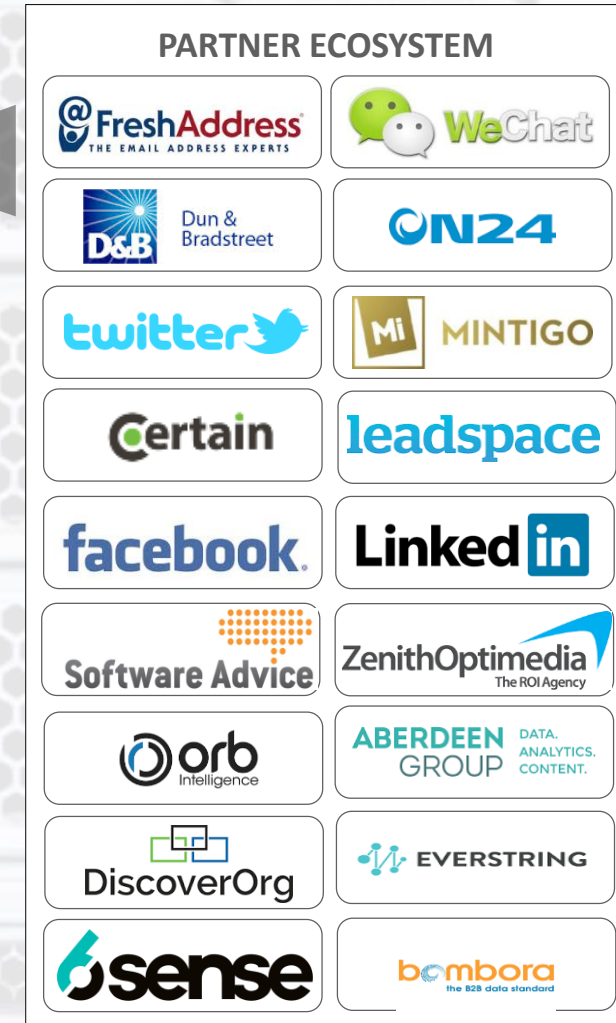 PARTNER ECOSYSTEM
@FreshAddress
THE EMAIL ADDRESS EXPERTS
WeChat
D&B
Dun &
Bradstreet
ON24
twitter
Mi MINTIGO
Certain
leadspace
facebook.
Linked in
Software Advice
ZenithOptimedia
The ROI Agency
orb
Intelligence
ABERDEEN
GROUP
DATA.
ANALYTICS.
CONTENT.
DiscoverOrg
EVERSTRING
6sense
bombora
the B2B data standard